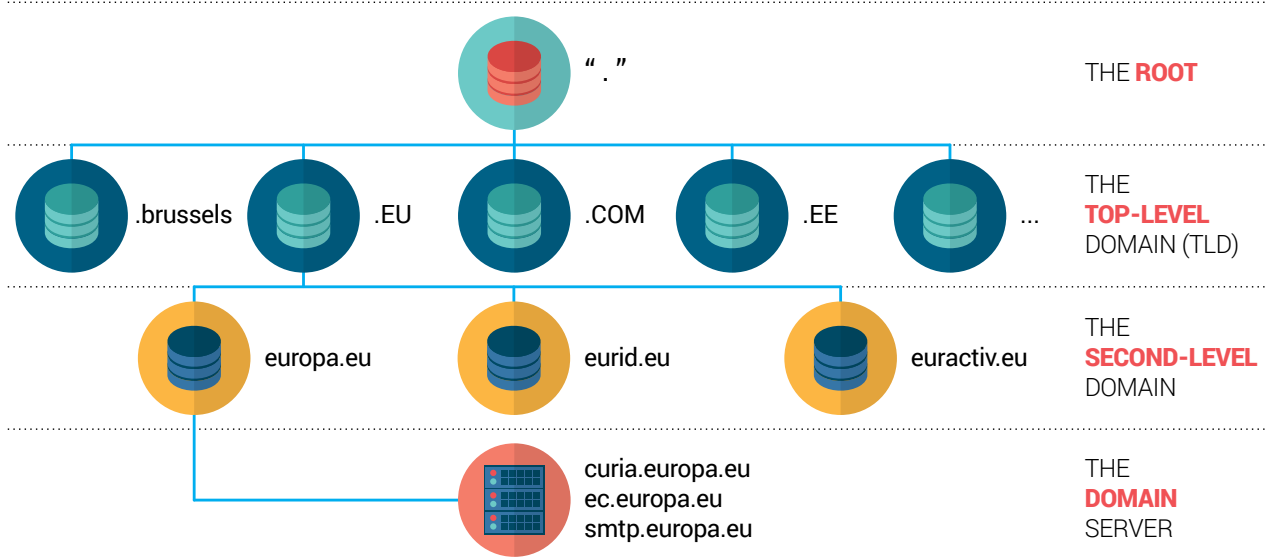 “ . ”
THE ROOT
.brussels
.EU
.COM
.EE
...
THE
TOP-LEVEL
DOMAIN (TLD)
europa.eu
eurid.eu
euractiv.eu
THE
SECOND-LEVEL
DOMAIN
curia.europa.eu
ec.europa.eu
smtp.europa.eu
THE
DOMAIN
SERVER